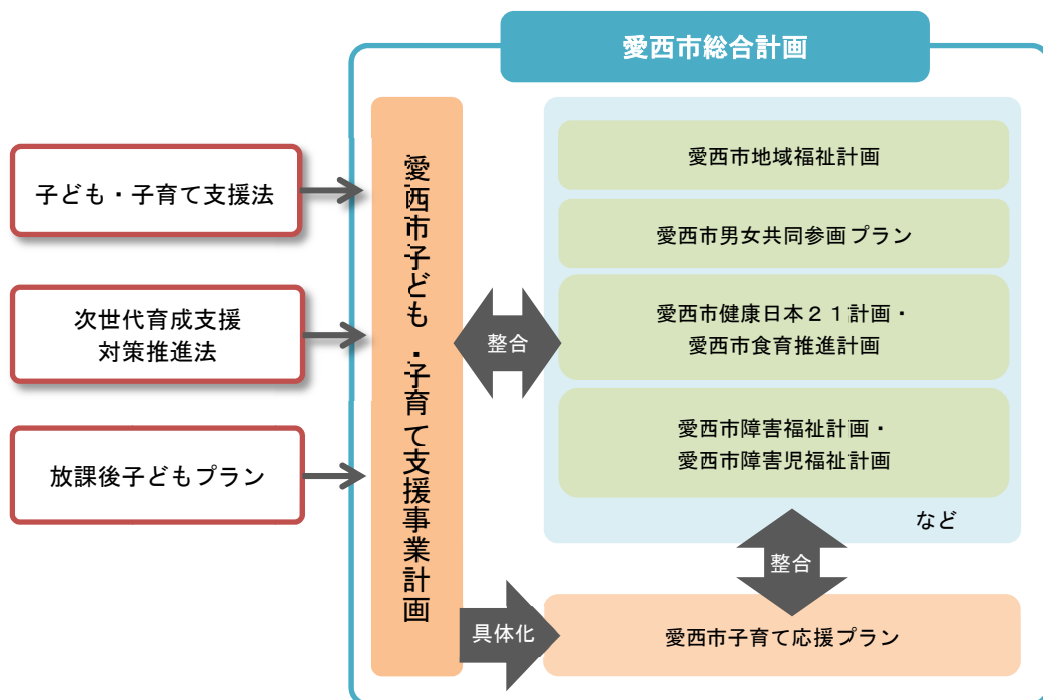 愛西市総合計画
子ども・子育て支援法
次世代育成支援
対策推進法
放課後子どもプラン
愛西市子ども・子育て支援事業計画
整合
愛西市地域福祉計画
愛西市男女共同参画プラン
愛西市健康日本２１計画・
愛西市食育推進計画
愛西市障害福祉計画・
愛西市障害児福祉計画
など
整合
具体化
愛西市子育て応援プラン